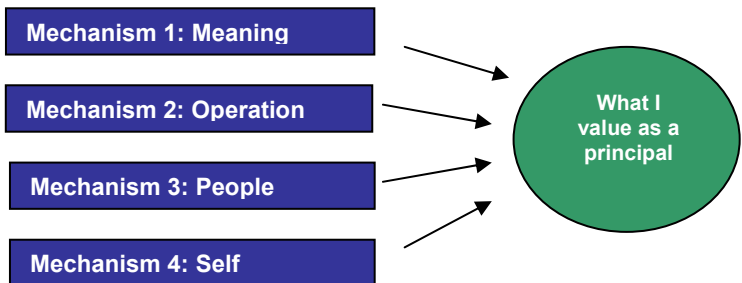 Mechanism 1: Meaning
Mechanism 2: Operation
Mechanism 3: People
Mechanism 4: Self
What I
value as a
principal